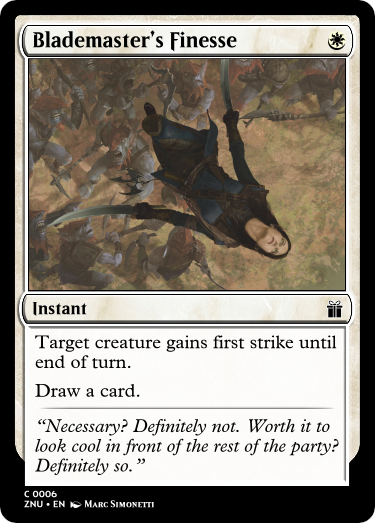 Blademaster's Finesse
Instant
Target creature gains first strike until
end of turn.
Draw a card.
“Necessary? Definitely not. Worth it to
look cool in front of the rest of the party?
Definitely so.”
C 0006
ZNU • EN Marc Simonetti